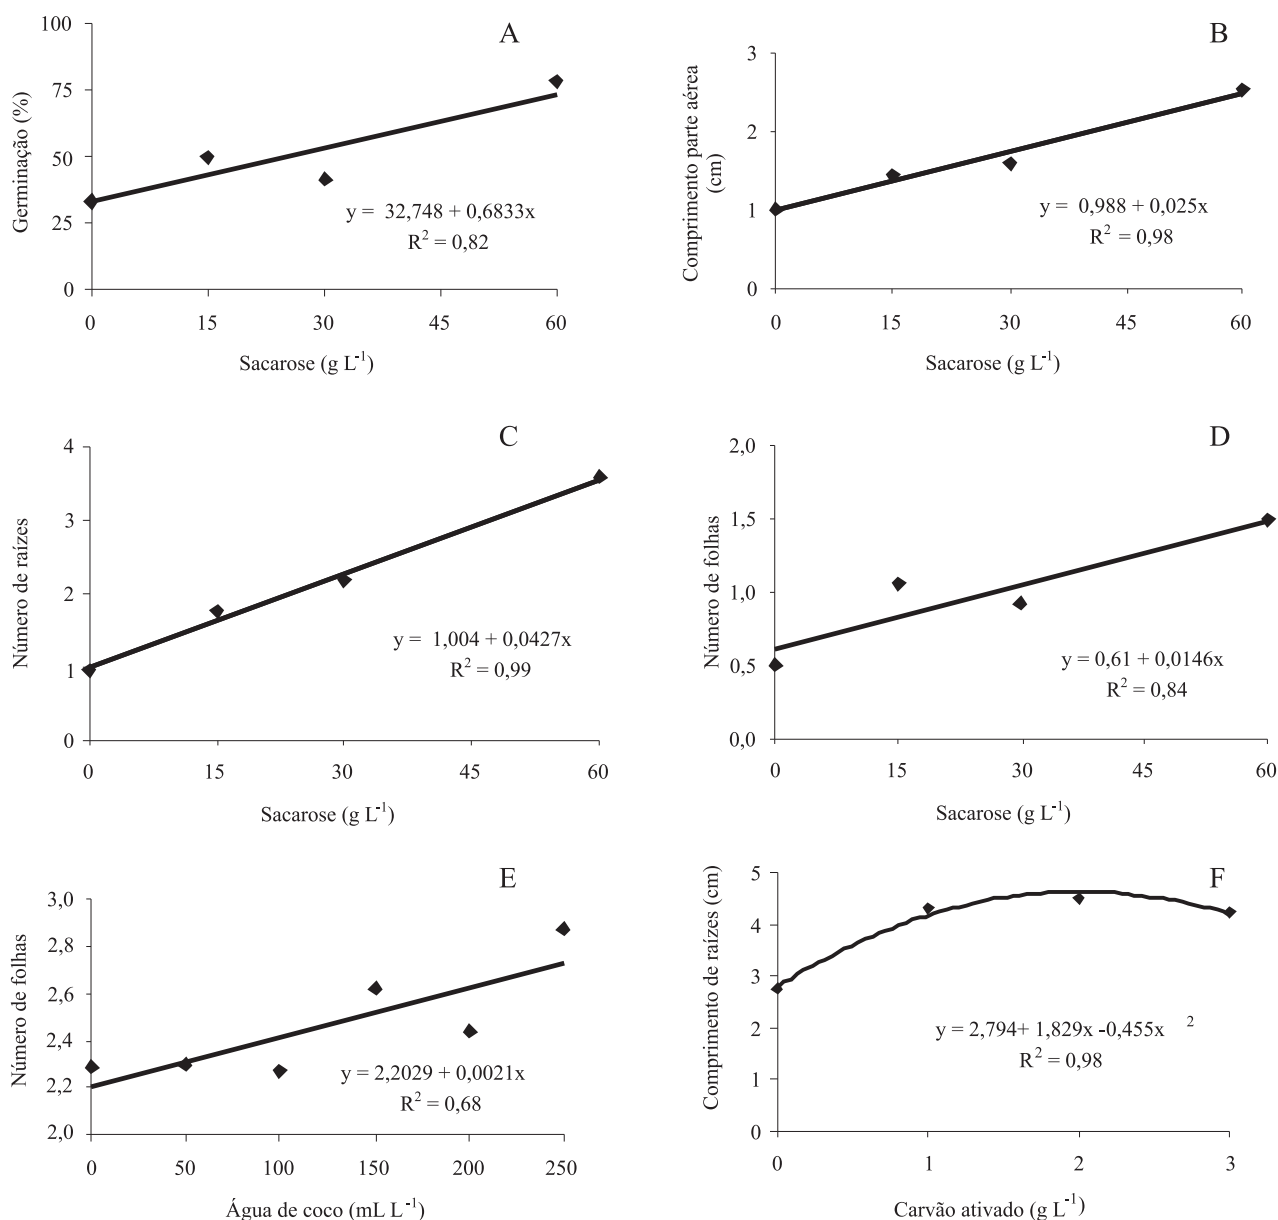 A
Germinação (%)
100
75
50
25
0
y = 32,748 + 0,6833x
R² = 0,82
0 15 30 45 60
Sacarose (g L⁻¹)
B
Comprimento parte aérea
(cm)
3
2
1
0
y = 0,988 + 0,025x
R² = 0,98
0 15 30 45 60
Sacarose (g L⁻¹)
C
Número de raízes
4
3
2
1
0
y = 1,004 + 0,0427x
R² = 0,99
0 15 30 45 60
Sacarose (g L⁻¹)
D
Número de folhas
2,0
1,5
1,0
0,5
0,0
y = 0,61 + 0,0146x
R² = 0,84
0 15 30 45 60
Sacarose (g L⁻¹)
E
Número de folhas
3,0
2,8
2,6
2,4
2,2
2,0
y = 2,2029 + 0,0021x
R² = 0,68
0 50 100 150 200 250
Água de coco (mL L⁻¹)
F
Comprimento de raízes (cm)
5
4
3
2
1
0
y = 2,794+ 1,829x -0,455x ²
R² = 0,98
0 1 2 3
Carvão ativado (g L⁻¹)